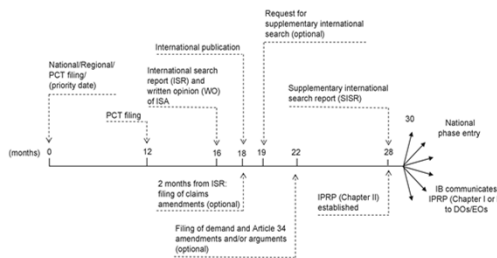 Request for
supplementary international
search (optional)
International publication
National/Regional/
PCT filing/
(priority date)
International search
report (ISR) and
written opinion (WO)
of ISA
Supplementary international
search report (SISR)
PCT filing
30
National
phase entry
(months)
0
12
16
18
19
22
28
2 months from ISR:
filing of claims
amendments (optional)
IPRP (Chapter II)
established
IB communicates
IPRP (Chapter I or
to DOs/EOs
Filing of demand and Article 34
amendments and/or arguments (optional)